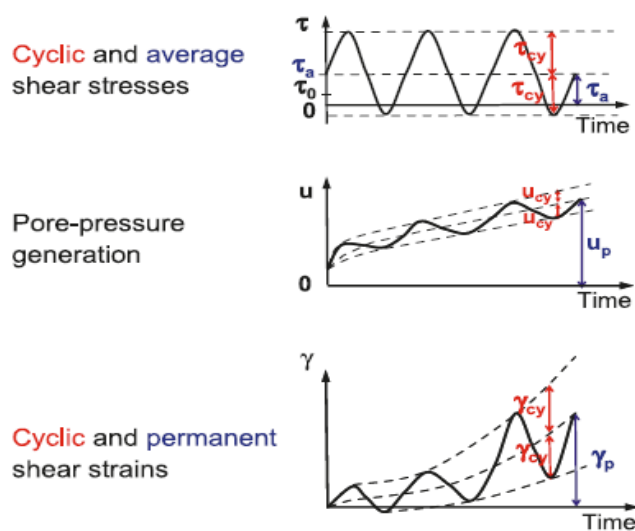 Cyclic and average
shear stresses
τ
τa
τ0
0
τcy
τcy
τa
Time
Pore-pressure
generation
u
0
ucy
ucy
up
Time
Cyclic and permanent
shear strains
γ
γcy
γcy
γp
Time